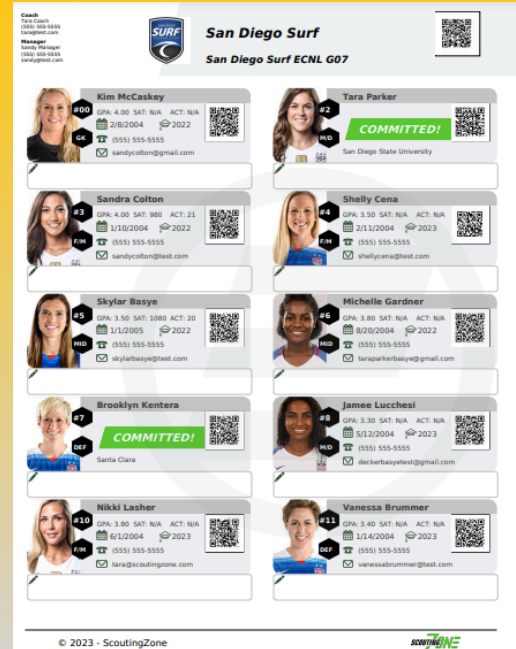 Coach
Tara Coach
(555) 555-5555
tara@test.com
Manager
Sandy Manager
(555) 555-5555
sandy@test.com
SURF
San Diego Surf
San Diego Surf ECNL G07
Kim McCaskey
#00
GPA: 4.00 SAT: N/A ACT: N/A
2/8/2004 2022
GK
(555) 555-5555
sandycolton@gmail.com
Tara Parker
#2
COMMITTED!
M/D
San Diego State University
Sandra Colton
#3
GPA: 4.00 SAT: 980 ACT: 21
1/10/2004 2022
F/M
(555) 555-5555
sandycolton@test.com
Shelly Cena
#4
GPA: 3.50 SAT: N/A ACT: N/A
2/11/2004 2023
F/M
(555) 555-5555
shellycena@test.com
Skylar Basye
#5
GPA: 3.50 SAT: 1080 ACT: 20
1/1/2005 2022
MID
(555) 555-5555
skylarbasye@test.com
Michelle Gardner
#6
GPA: 3.80 SAT: N/A ACT: N/A
8/20/2004 2022
MID
(555) 555-5555
taraparkerbasye@gmail.com
Brooklyn Kentera
#7
COMMITTED!
DEF
Santa Clara
Jamee Lucchesi
#8
GPA: 3.30 SAT: N/A ACT: N/A
5/12/2004 2023
M/D
(555) 555-5555
deckerbasyetest@gmail.com
Nikki Lasher
#10
GPA: 3.80 SAT: N/A ACT: N/A
6/1/2004 2023
F/M
(555) 555-5555
tara@scoutingzone.com
Vanessa Brummer
#11
GPA: 3.40 SAT: N/A ACT: N/A
1/14/2004 2023
DEF
(555) 555-5555
vanessabrummer@test.com
© 2023 - ScoutingZone
SCOUTING ZONE